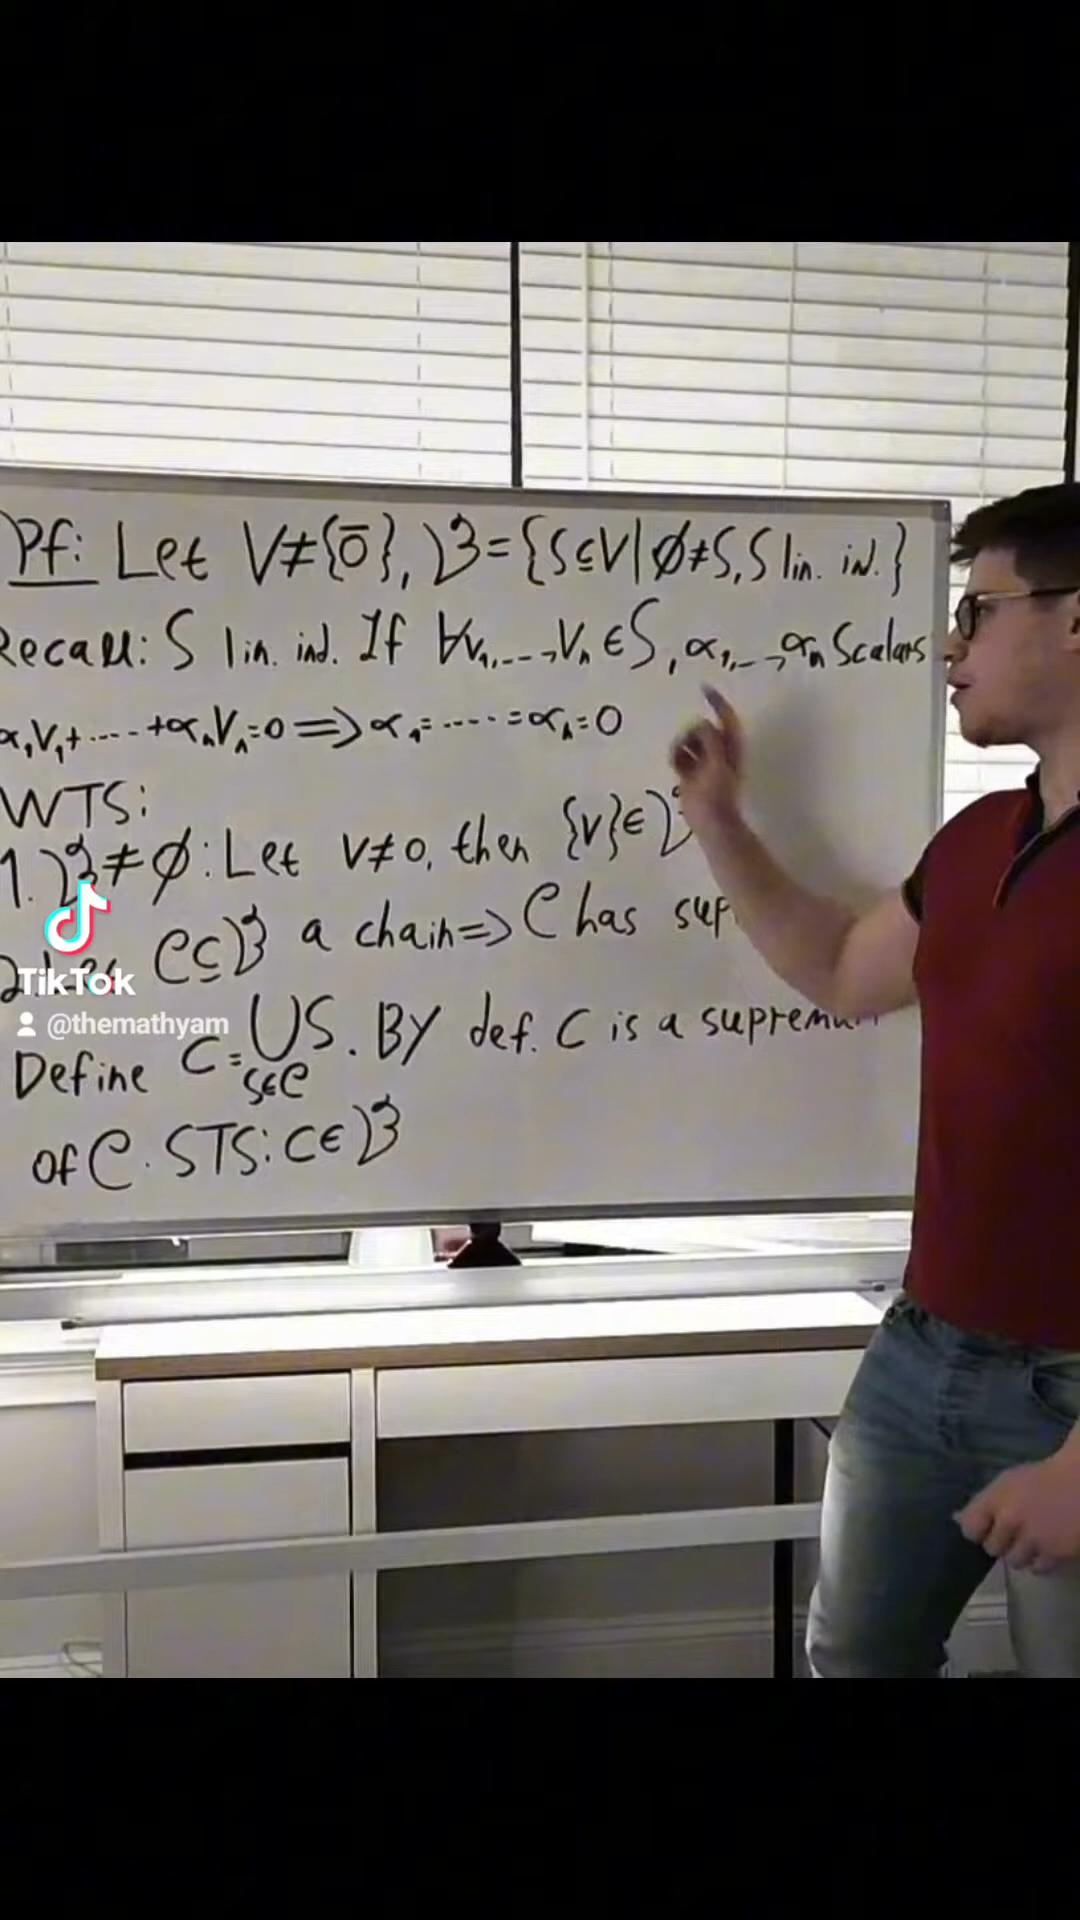 Pf: Let V≠{0̄}, 𝔅={S⊆V|∅≠S, S lin. in.}
Recall: S lin. ind. If ∀v₁,...,vₙ∈S, α₁,...,αₙ Scalars
α₁V₁+....+αₙVₙ=0⟹α₁=....=αₙ=0
WTS:
1. 𝔅≠∅: Let v≠0, then {v}∈𝔅
2. Let 𝒞⊆𝔅 a chain⟹𝒞 has sup.
Define C=∪S. BY def. C is a supremum
S∈𝒞
of 𝒞. STS: C∈𝔅
TikTok
@themathyam